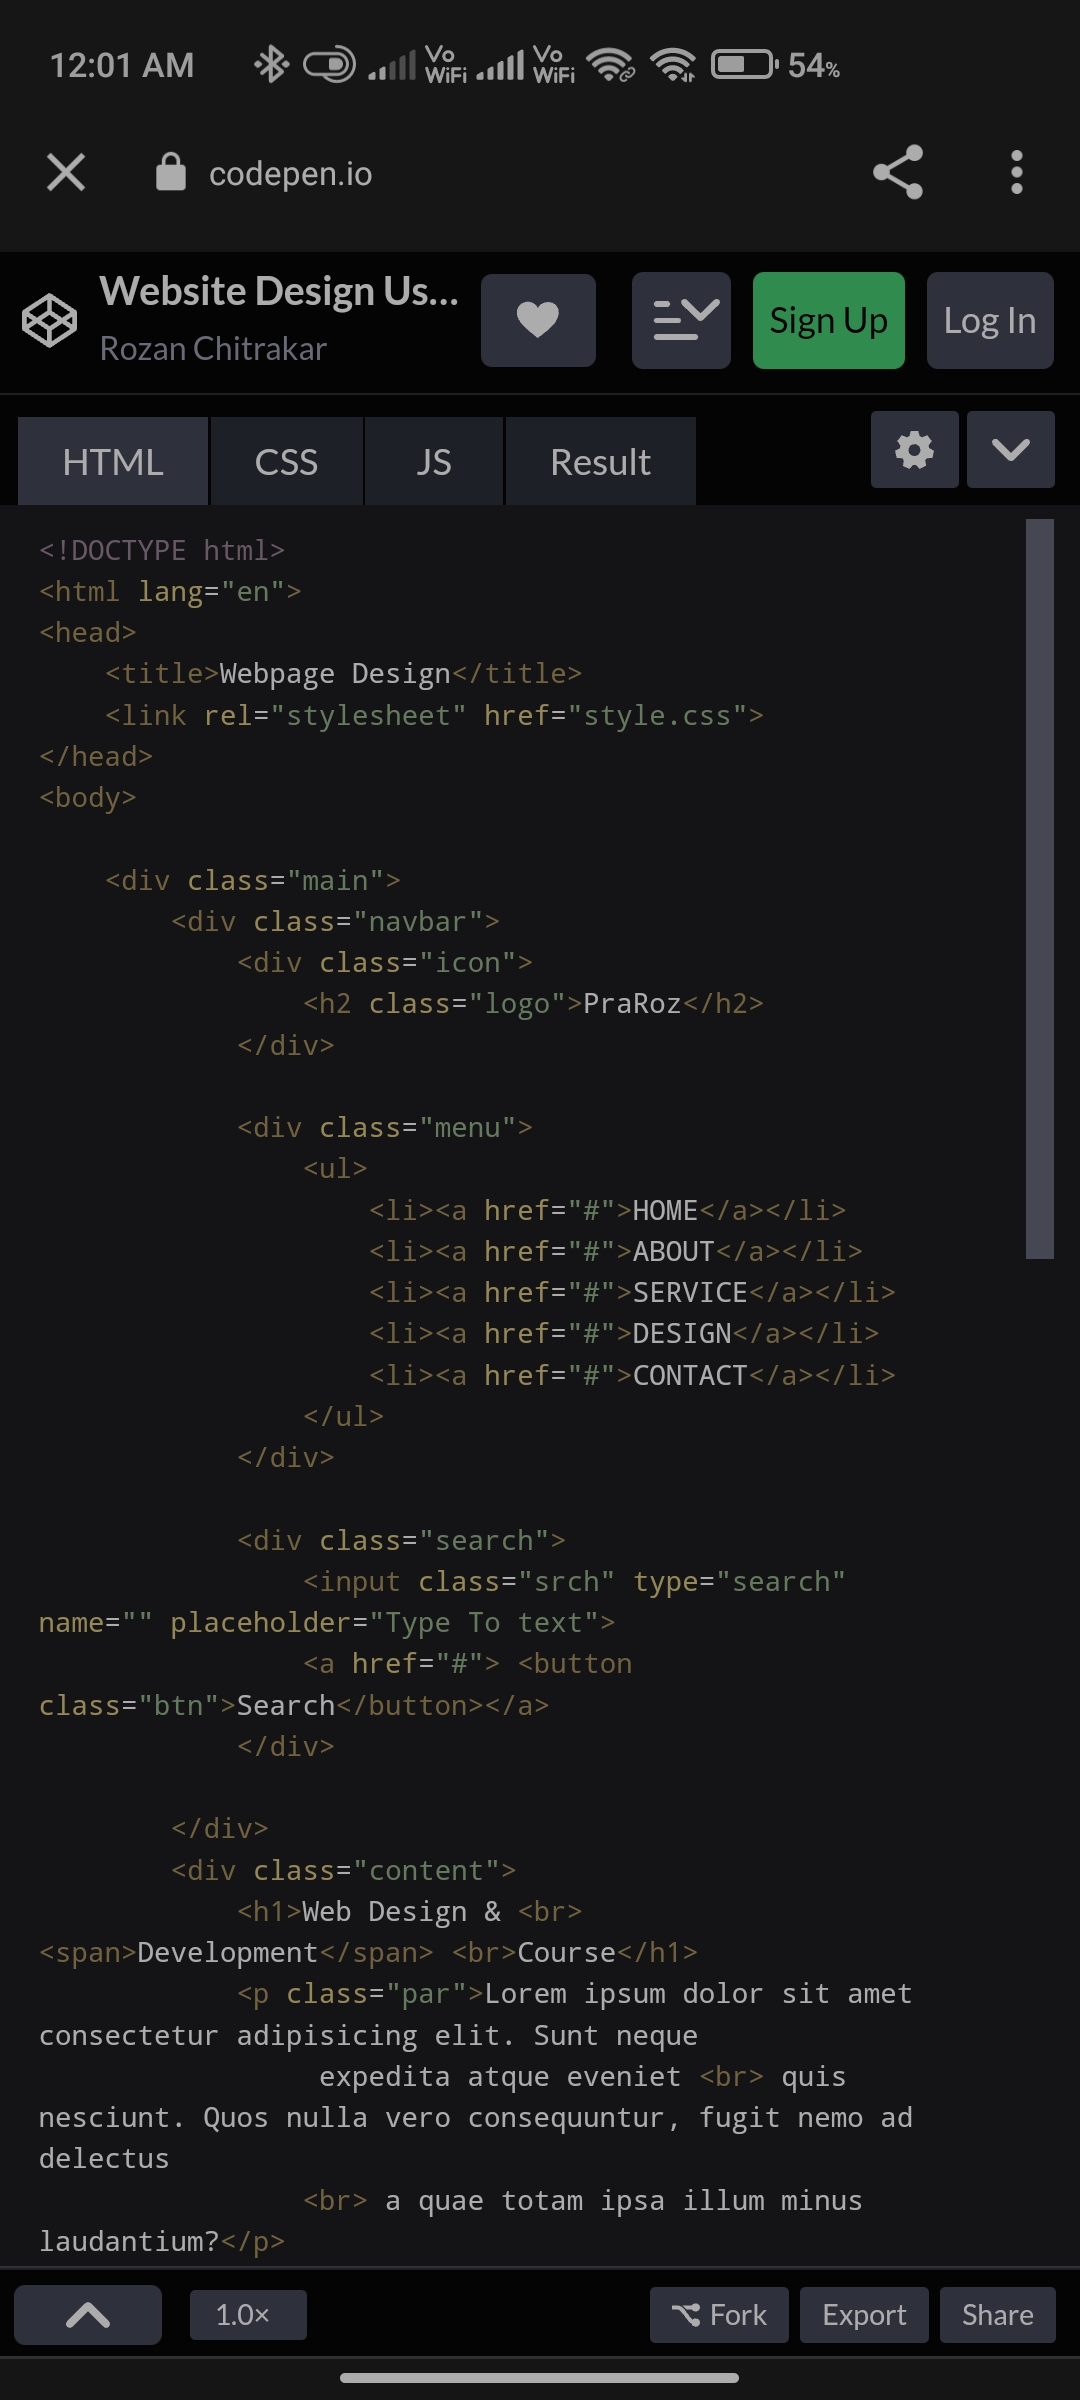 12:01 AM Vo WiFi Vo WiFi 54%
codepen.io
Website Design Us...
Rozan Chitrakar
Sign Up
Log In
HTML CSS JS Result
<!DOCTYPE html>
<html lang="en">
<head>
    <title>Webpage Design</title>
    <link rel="stylesheet" href="style.css">
</head>
<body>

    <div class="main">
        <div class="navbar">
            <div class="icon">
                <h2 class="logo">PraRoz</h2>
            </div>

            <div class="menu">
                <ul>
                    <li><a href="#">HOME</a></li>
                    <li><a href="#">ABOUT</a></li>
                    <li><a href="#">SERVICE</a></li>
                    <li><a href="#">DESIGN</a></li>
                    <li><a href="#">CONTACT</a></li>
                </ul>
            </div>

            <div class="search">
                <input class="srch" type="search"
name="" placeholder="Type To text">
                <a href="#"> <button
class="btn">Search</button></a>
            </div>

        </div>
        <div class="content">
            <h1>Web Design & <br>
<span>Development</span> <br>Course</h1>
            <p class="par">Lorem ipsum dolor sit amet
consectetur adipisicing elit. Sunt neque
                 expedita atque eveniet <br> quis
nesciunt. Quos nulla vero consequuntur, fugit nemo ad
delectus
                <br> a quae totam ipsa illum minus
laudantium?</p>
1.0× Fork Export Share